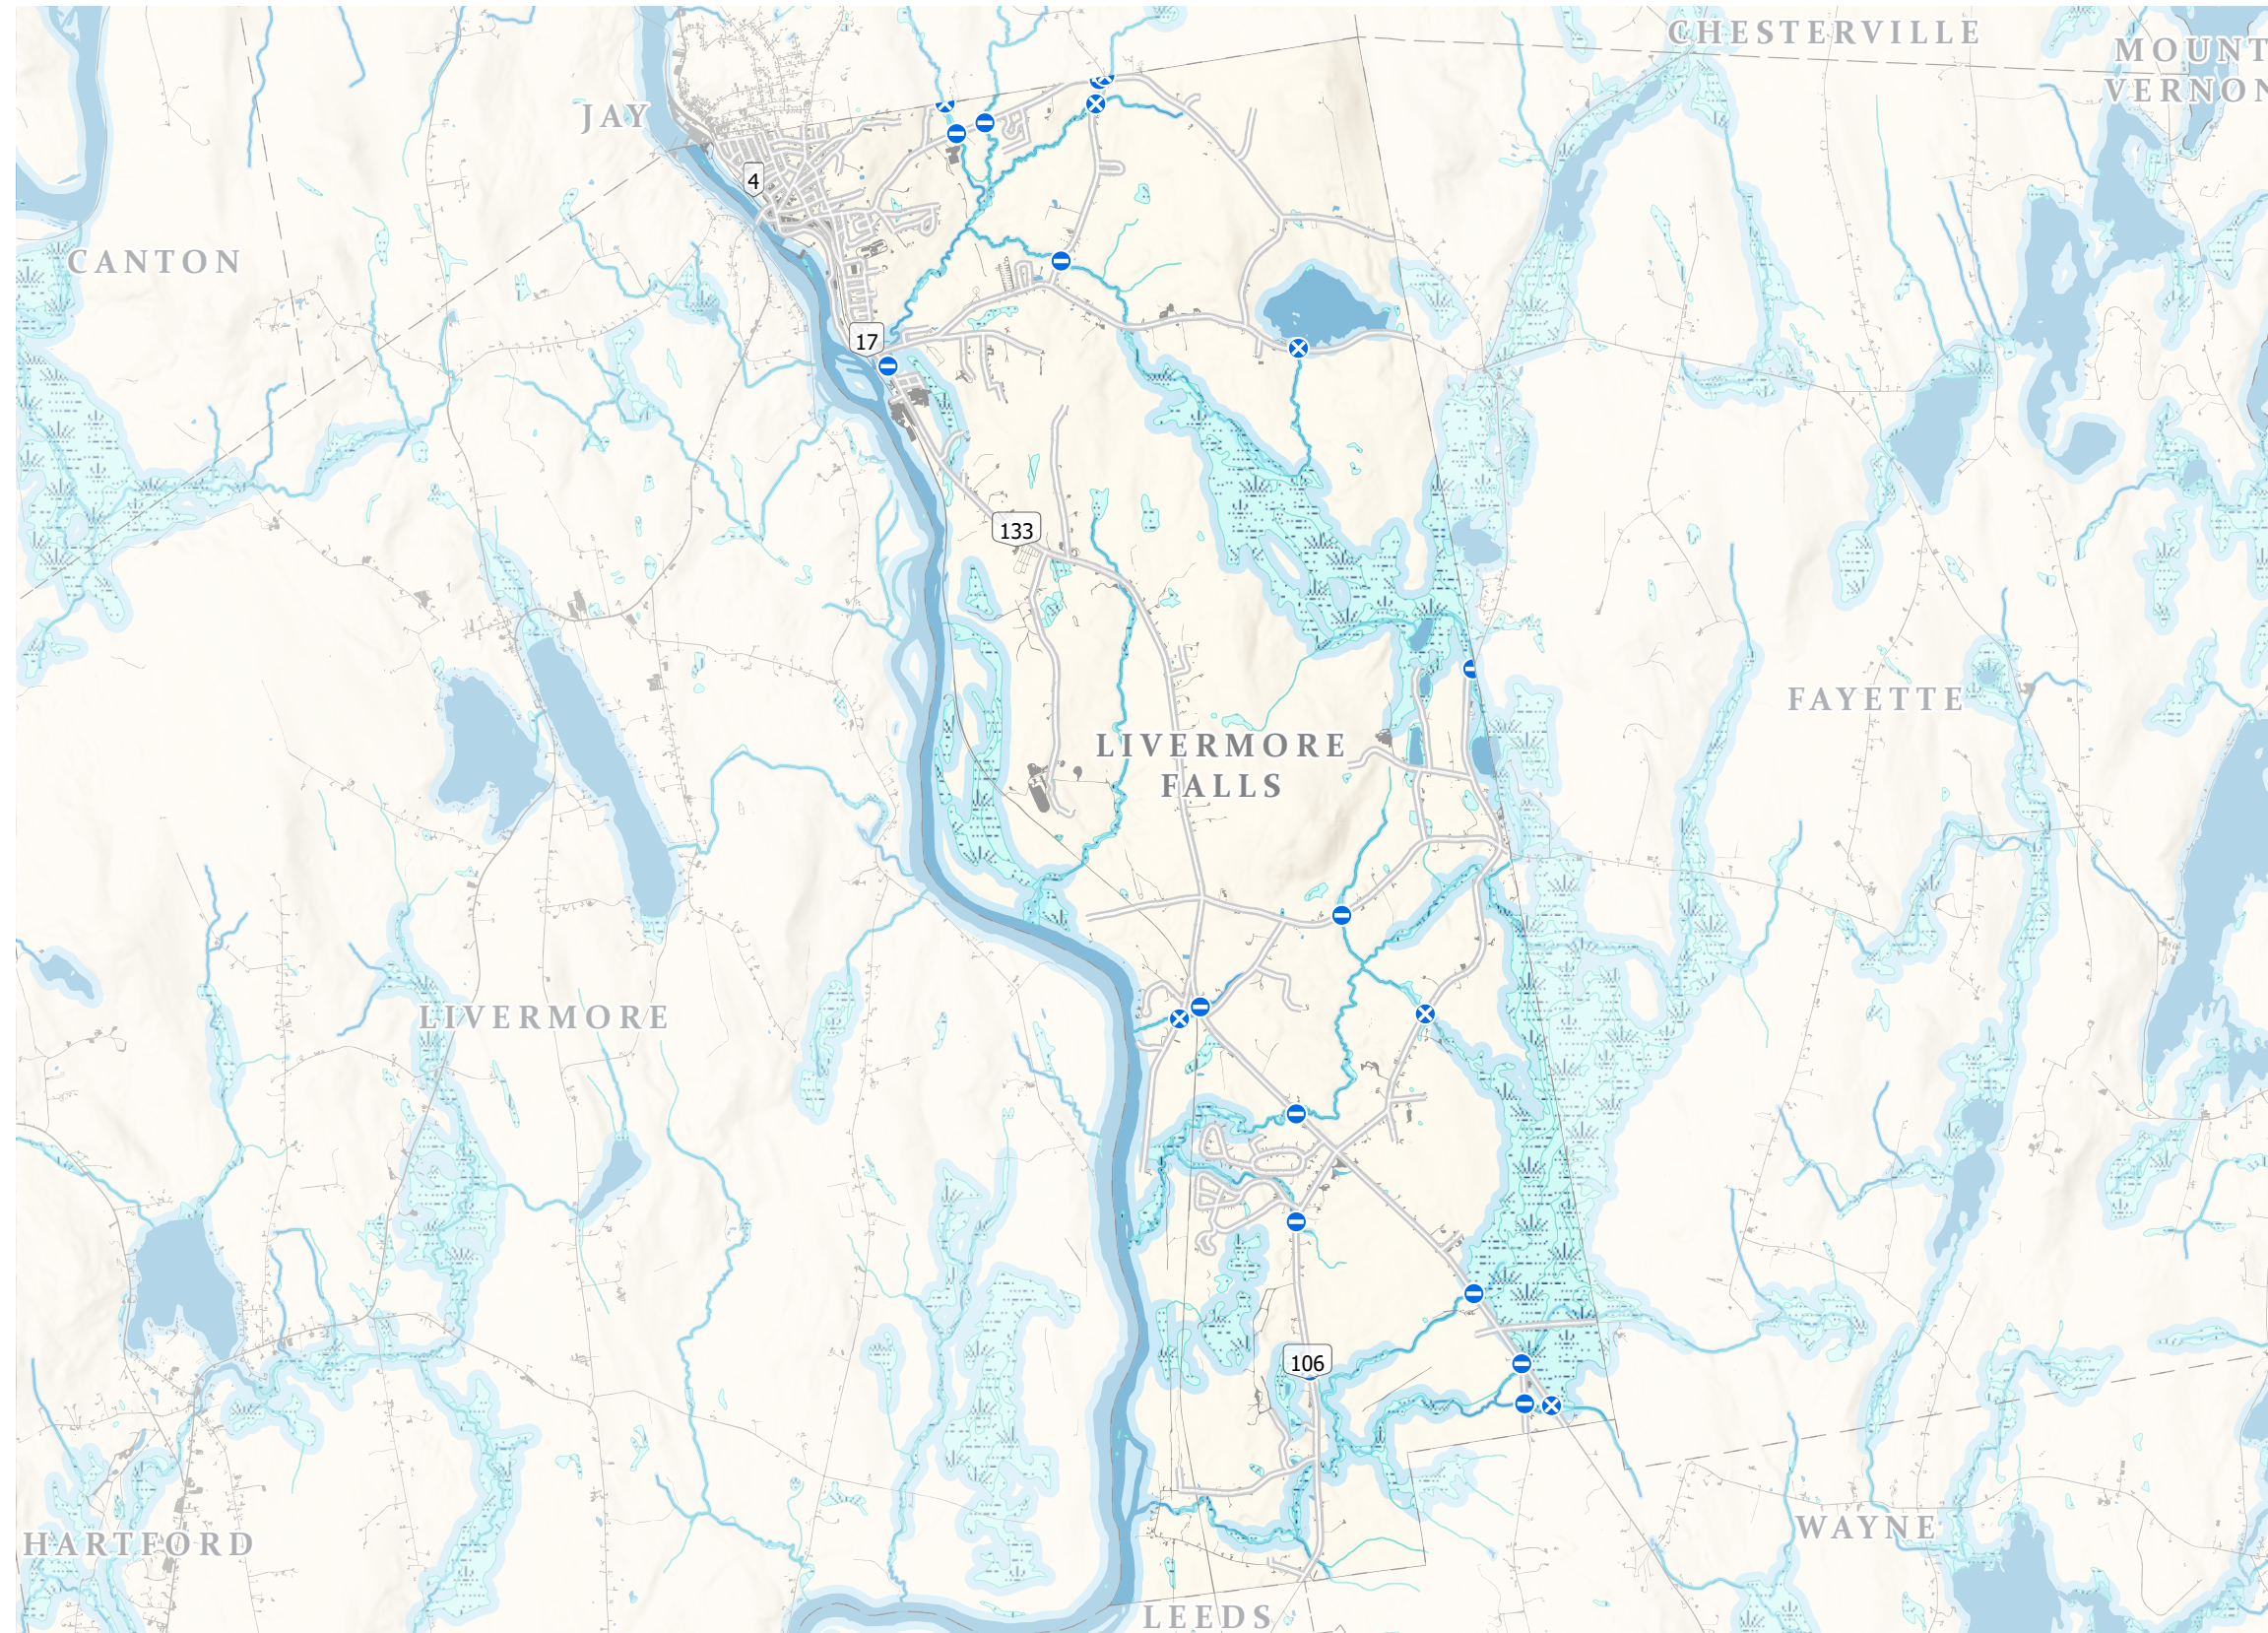 CHESTERVILLE
MOUNT
VERNON
JAY
4
CANTON
17
133
FAYETTE
LIVERMORE
FALLS
LIVERMORE
106
WAYNE
HARTFORD
LEEDS